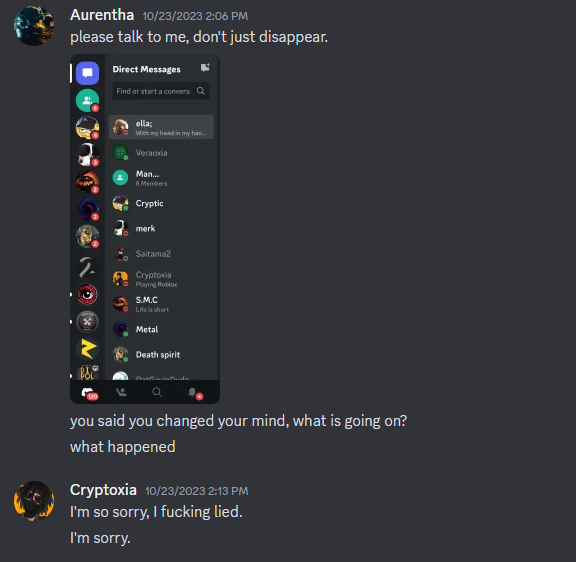 Aurentha 10/23/2023 2:06 PM
please talk to me, don't just disappear.
Direct Messages
Find or start a convers
ella;
With my head in my han...
Veraoxia
Man...
8 Members
Cryptic
merk
Saitama2
Cryptoxia
Playing Roblox
S.M.C
Life is short
Metal
Death spirit
120
you said you changed your mind, what is going on?
what happened
Cryptoxia 10/23/2023 2:13 PM
I'm so sorry, I fucking lied.
I'm sorry.